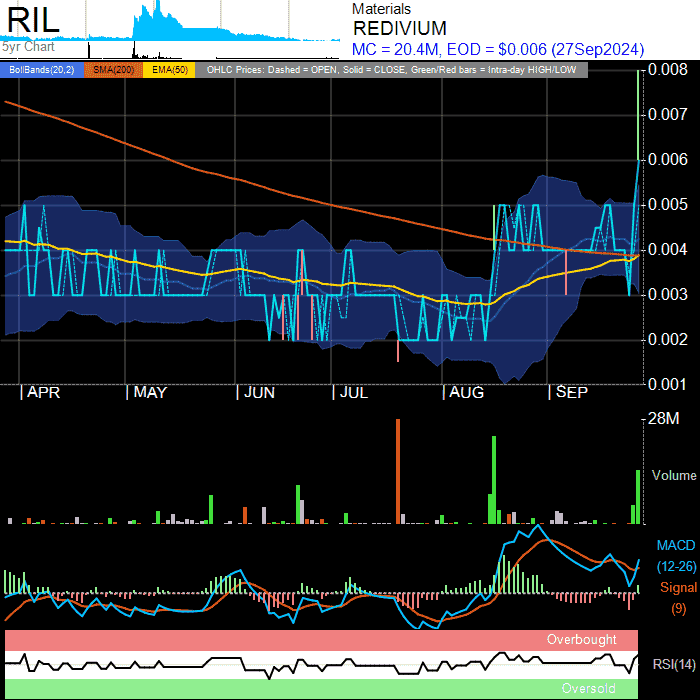 RIL
5yr Chart
Materials
REDIVIUM
MC = 20.4M, EOD = $0.006 (27Sep2024)
BollBands(20,2) SMA(200) EMA(50) OHLC Prices: Dashed = OPEN, Solid = CLOSE, Green/Red bars = Intra-day HIGH/LOW
0.008
0.007
0.006
0.005
0.004
0.003
0.002
0.001
APR MAY JUN JUL AUG SEP
28M
Volume
MACD
(12-26)
Signal
(9)
Overbought
RSI(14)
Oversold